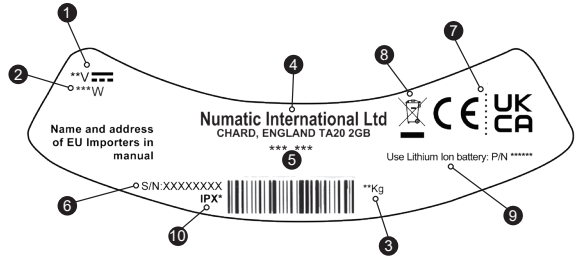 1
2
**V
***W
Name and address
of EU Importers in
manual
4
Numatic International Ltd
CHARD, ENGLAND TA20 2GB
***_***
5
8
7
CE
UK
CA
Use Lithium Ion battery: P/N ******
9
6
S/N:XXXXXXXX
IPX*
10
**Kg
3